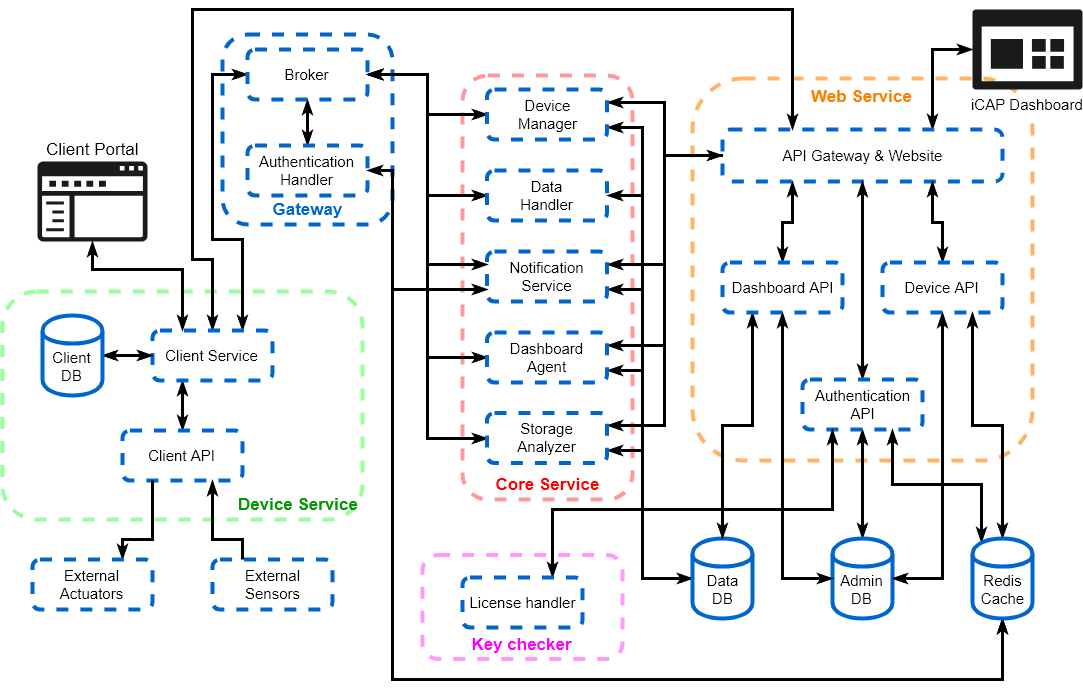 Client Portal
Broker
Authentication
Handler
Gateway
Device
Manager
Data
Handler
Notification
Service
Dashboard
Agent
Storage
Analyzer
Core Service
Web Service
iCAP Dashboard
API Gateway & Website
Dashboard API
Device API
Authentication
API
Client
DB
Client Service
Client API
Device Service
External
Actuators
External
Sensors
License handler
Key checker
Data
DB
Admin
DB
Redis
Cache